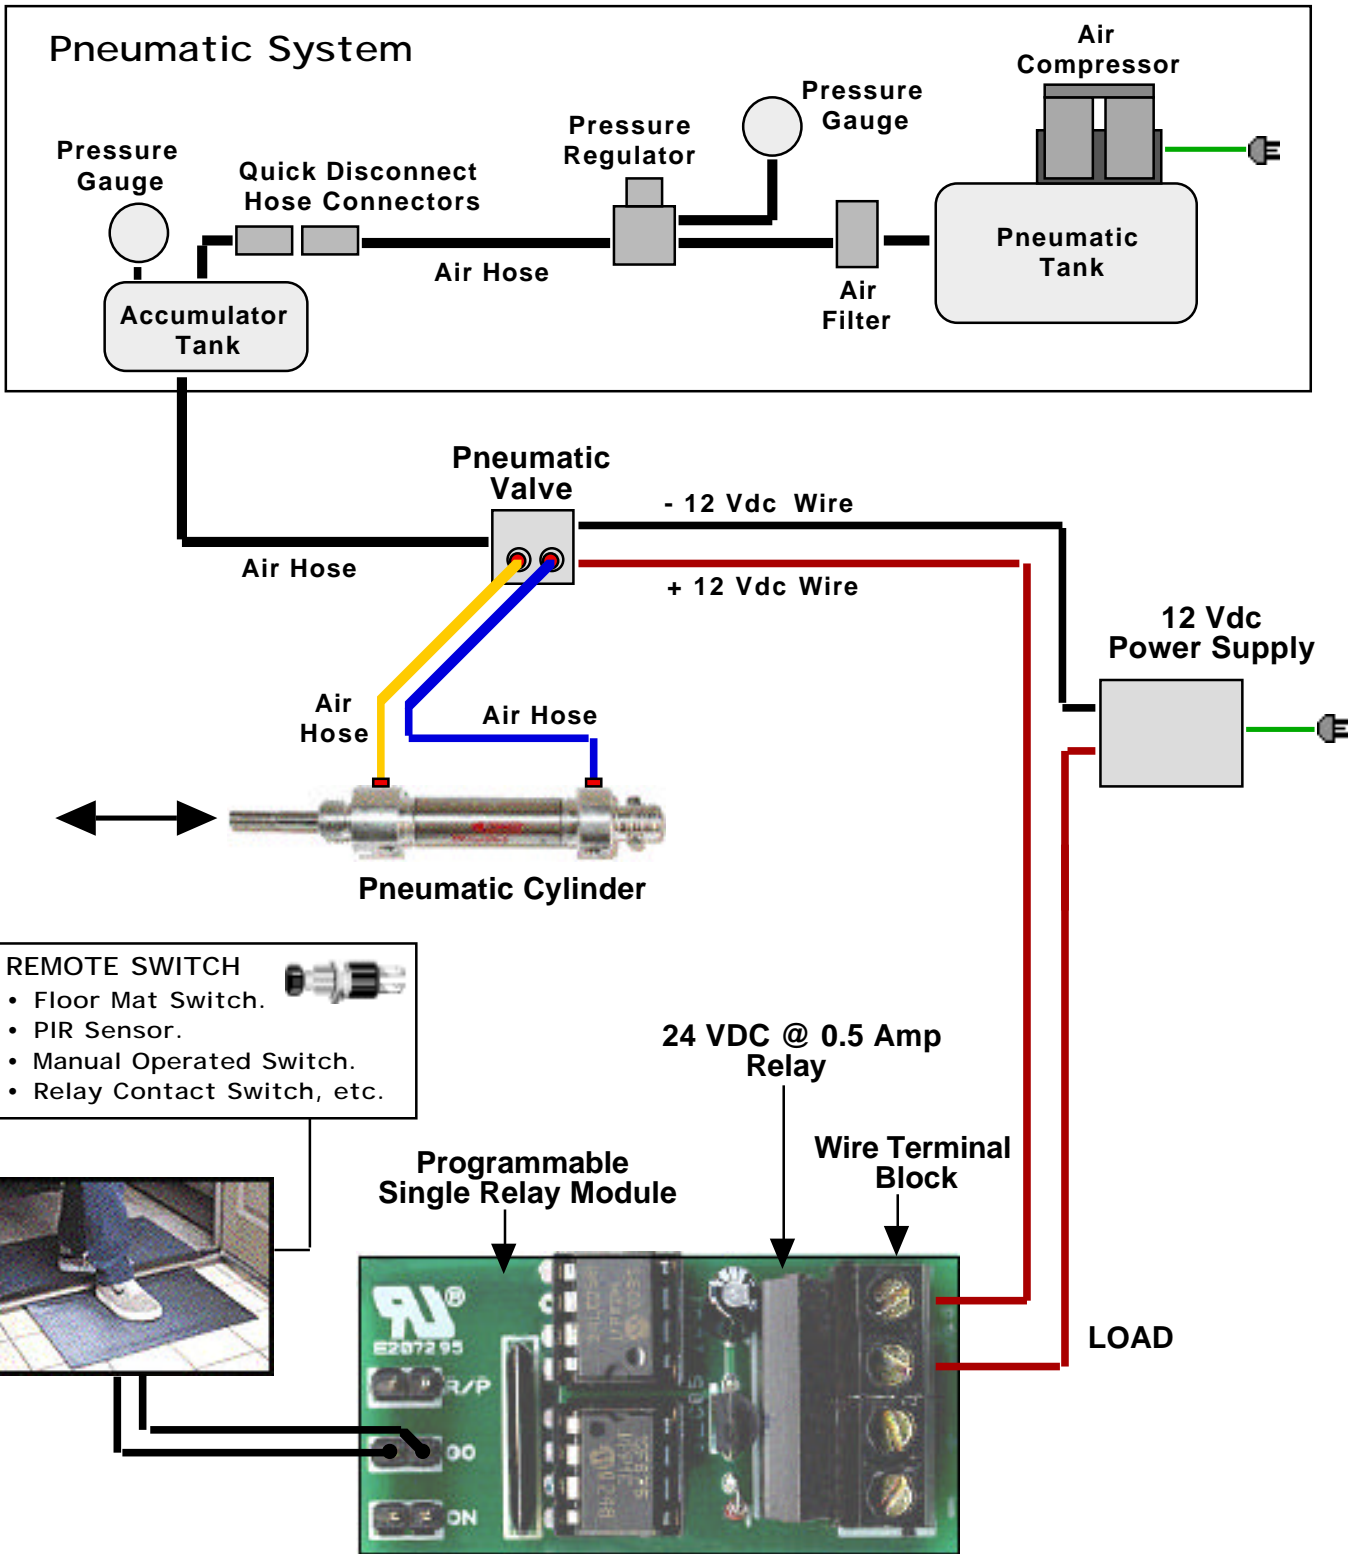 Pneumatic System
Air
Compressor
Pressure
Gauge
Pressure
Regulator
Pressure
Gauge
Quick Disconnect
Hose Connectors
Air Hose
Air
Filter
Pneumatic
Tank
Accumulator
Tank
Pneumatic
Valve
- 12 Vdc Wire
Air Hose
+ 12 Vdc Wire
12 Vdc
Power Supply
Air
Hose
Air Hose
Pneumatic Cylinder
REMOTE SWITCH
• Floor Mat Switch.
• PIR Sensor.
• Manual Operated Switch.
• Relay Contact Switch, etc.
24 VDC @ 0.5 Amp
Relay
Programmable
Single Relay Module
Wire Terminal
Block
LOAD
®
E207295
R/P
GO
ON